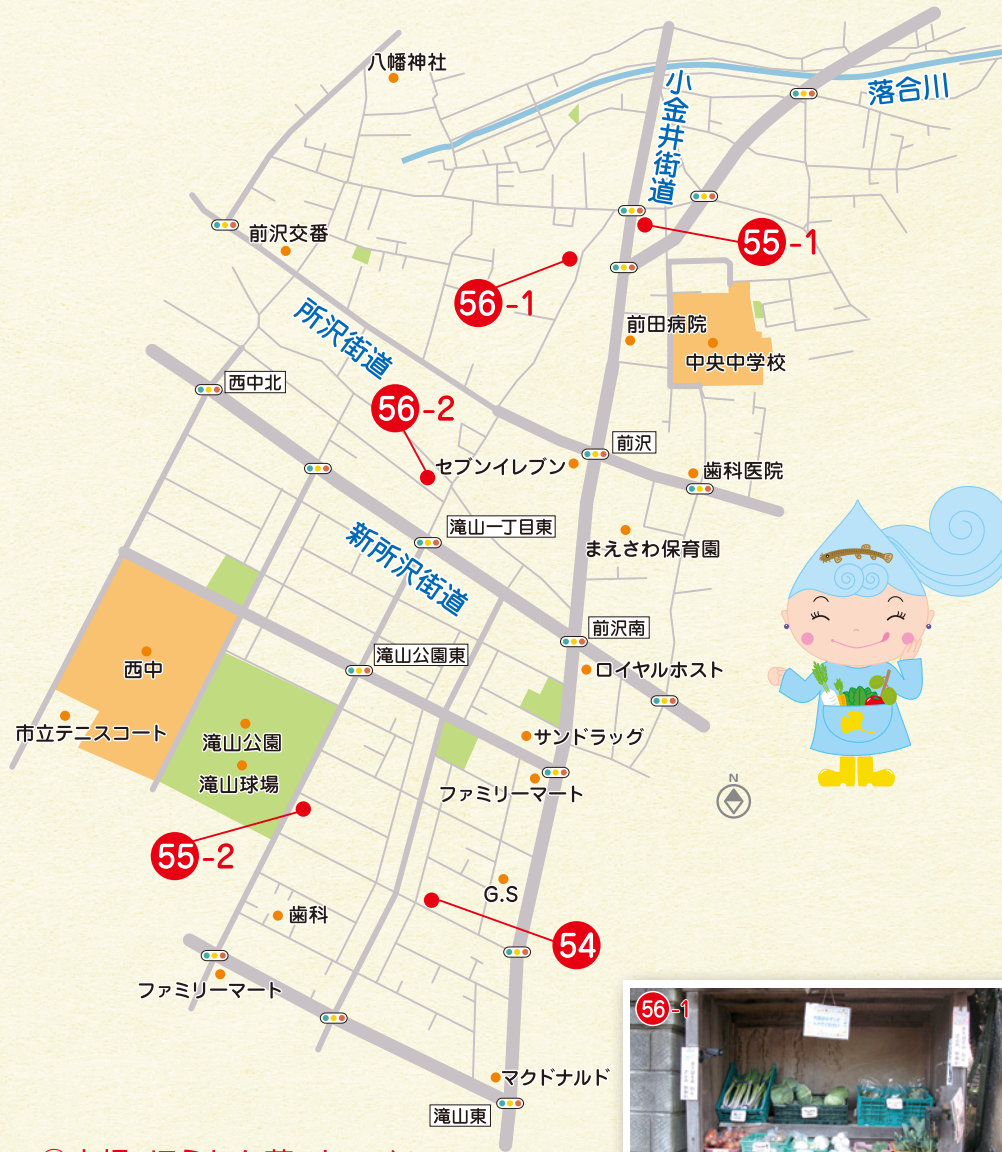 八幡神社
小金井街道
落合川
前沢交番
55-1
56-1
所沢街道
前田病院
中央中学校
西中北
56-2
前沢
セブンイレブン
歯科医院
滝山一丁目東
まえさわ保育園
新所沢街道
前沢南
滝山公園東
ロイヤルホスト
西中
市立テニスコート
滝山公園
サンドラッグ
滝山球場
ファミリーマート
N
55-2
G.S
歯科
54
ファミリーマート
56-1
マクドナルド
滝山東